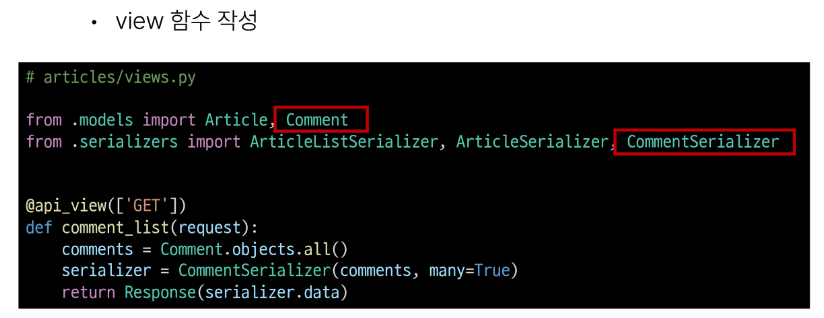 • view 함수 작성
# articles/views.py
from .models import Article, Comment
from .serializers import ArticleListSerializer, ArticleSerializer, CommentSerializer
@api_view(['GET'])
def comment_list(request):
    comments = Comment.objects.all()
    serializer = CommentSerializer(comments, many=True)
    return Response(serializer.data)